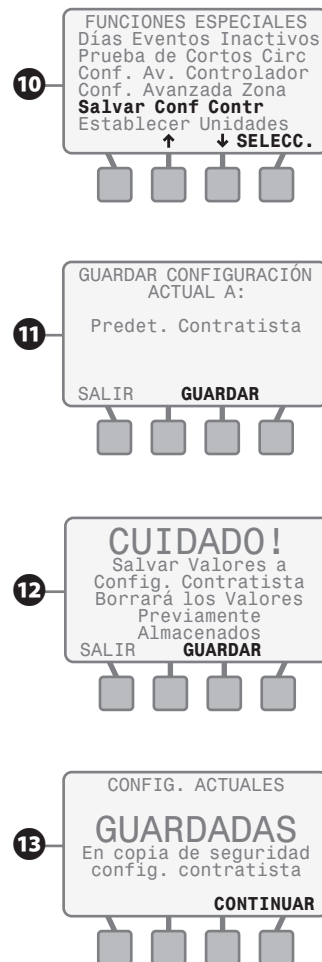 FUNCIONES ESPECIALES
Días Eventos Inactivos
Prueba de Cortos Circ
Conf. Av. Controlador
Conf. Avanzada Zona
Salvar Conf Contr
Establecer Unidades
↑ ↓ SELECC.
10
GUARDAR CONFIGURACIÓN
ACTUAL A:
Predet. Contratista
SALIR GUARDAR
11
CUIDADO!
Salvar Valores a
Config. Contratista
Borrará los Valores
Previamente
Almacenados
SALIR GUARDAR
12
CONFIG. ACTUALES
GUARDADAS
En copia de seguridad
config. contratista
CONTINUAR
13